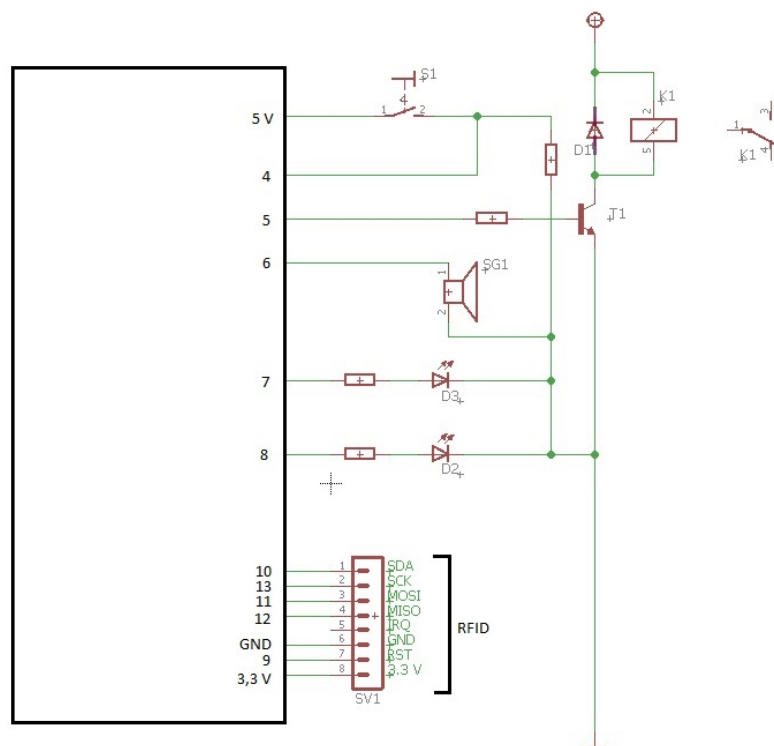 S1
1
4
2
5 V
4
5
6
7
8
D1
2
K1
5
1
3
4
K1
T1
SG1
1
2
D3
D2
10
13
11
12
GND
9
3,3 V
1
2
3
4
5
6
7
8
SDA
SCK
MOSI
MISO
IRQ
GND
RST
3.3 V
SV1
RFID